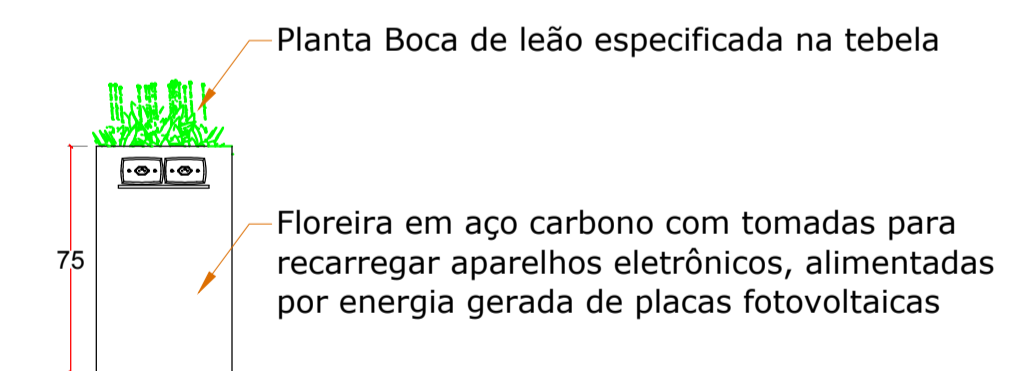 Planta Boca de leão especificada na tebela
Floreira em aço carbono com tomadas para
recarregar aparelhos eletrônicos, alimentadas
por energia gerada de placas fotovoltaicas
75